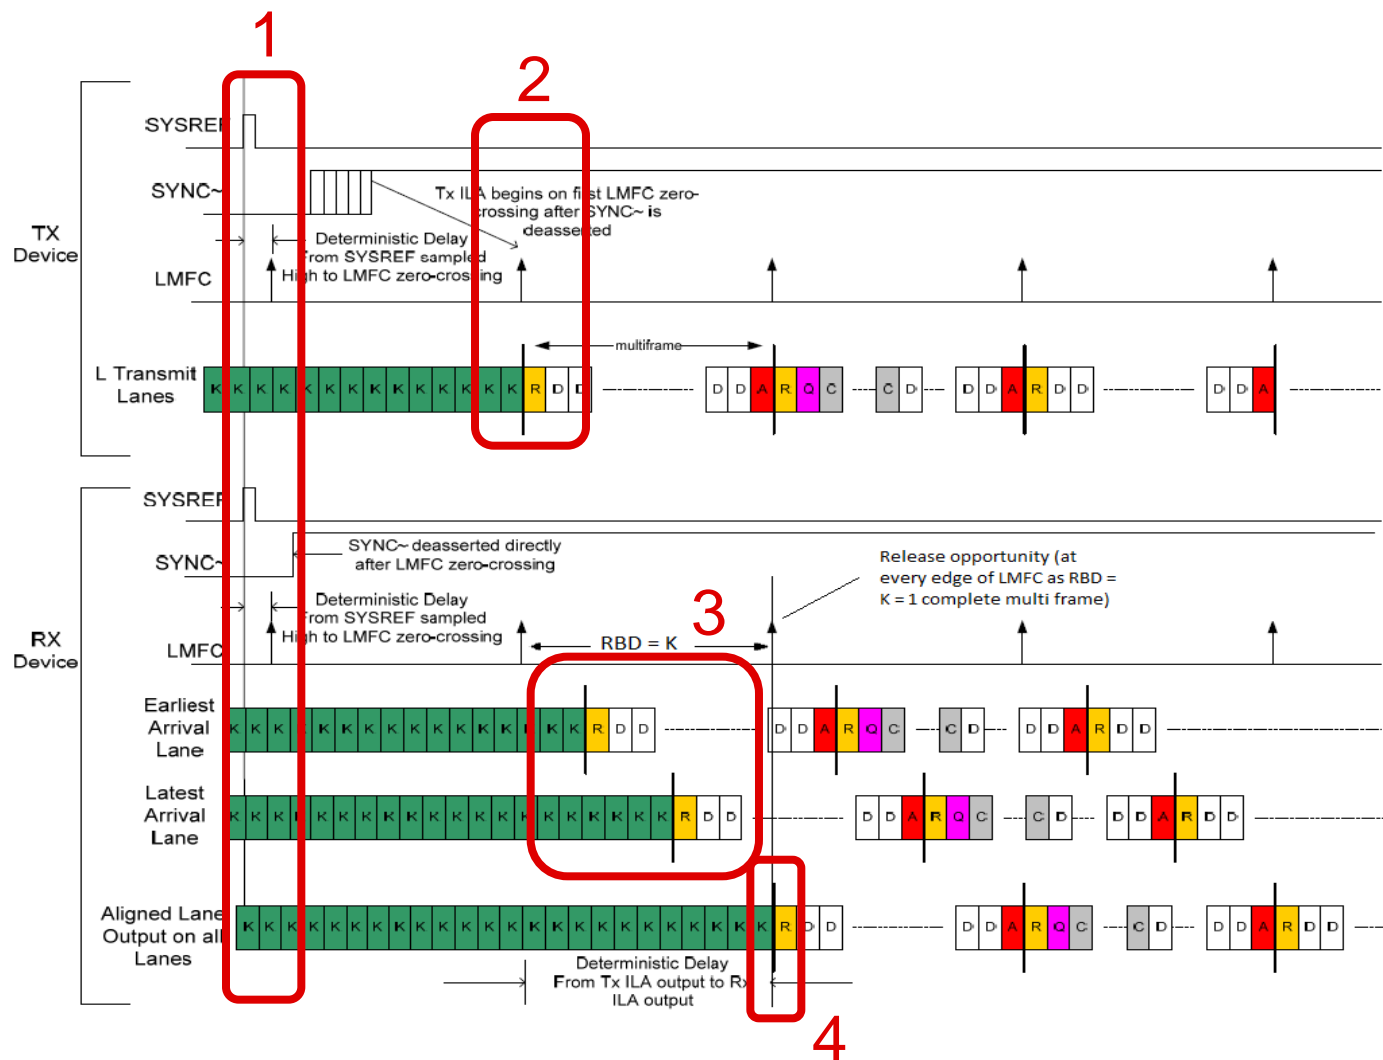 1
2
SYSREF
SYNC~
Tx ILA begins on first LMFC zero-
crossing after SYNC~ is
deasserted
TX
Device
Deterministic Delay
From SYSREF sampled
High to LMFC zero-crossing
LMFC
multiframe
L Transmit
Lanes
K K K K K K K K K K K K K K R D D
D D A R Q C
C D
D D A R D D
D D A
SYSREF
SYNC~
SYNC~ deasserted directly
after LMFC zero-crossing
Release opportunity (at
every edge of LMFC as RBD =
K = 1 complete multi frame)
3
RX
Device
Deterministic Delay
From SYSREF sampled
High to LMFC zero-crossing
LMFC
RBD = K
Earliest
Arrival
Lane
K K K K K K K K K K K K K K K K R D D
D D A R Q C
C D
D D A R D D
Latest
Arrival
Lane
K K K K K K K K K K K K K K K K K K K K R D D
D D A R Q C
C D
D D A R D D
Aligned Lane
Output on all
Lanes
K K K K K K K K K K K K K K K K K K K K K K K K R D D
D D A R Q C
C D
D D A R D D
Deterministic Delay
From Tx ILA output to Rx
ILA output
4